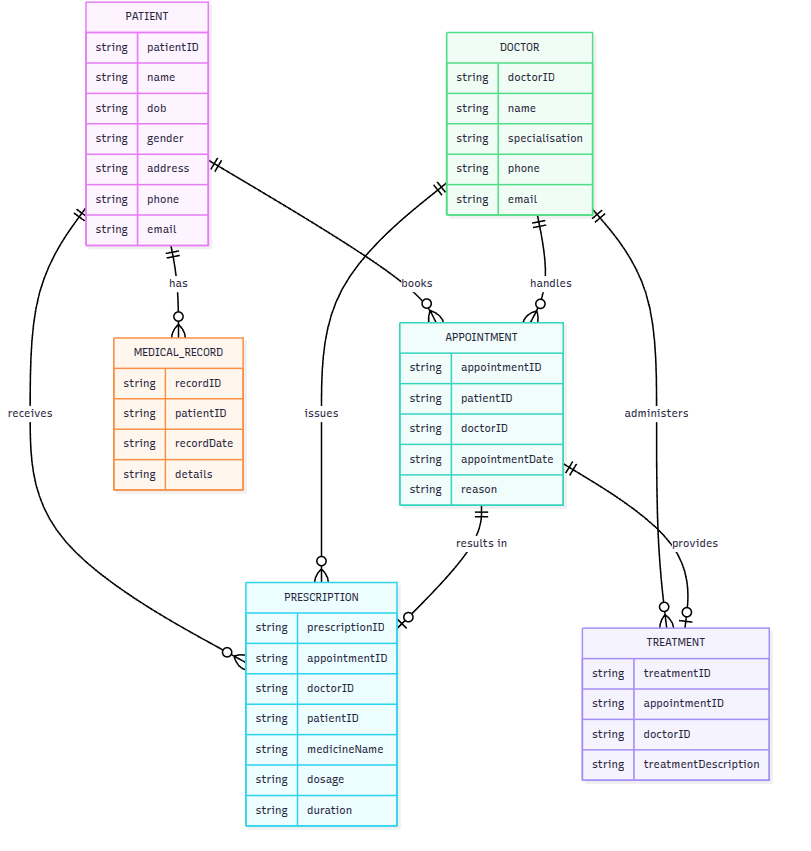 PATIENT
string patientID
string name
string dob
string gender
string address
string phone
string email
DOCTOR
string doctorID
string name
string specialisation
string phone
string email
has
books
handles
MEDICAL_RECORD
string recordID
string patientID
string recordDate
string details
APPOINTMENT
string appointmentID
string patientID
string doctorID
string appointmentDate
string reason
receives
issues
administers
results in
provides
PRESCRIPTION
string prescriptionID
string appointmentID
string doctorID
string patientID
string medicineName
string dosage
string duration
TREATMENT
string treatmentID
string appointmentID
string doctorID
string treatmentDescription